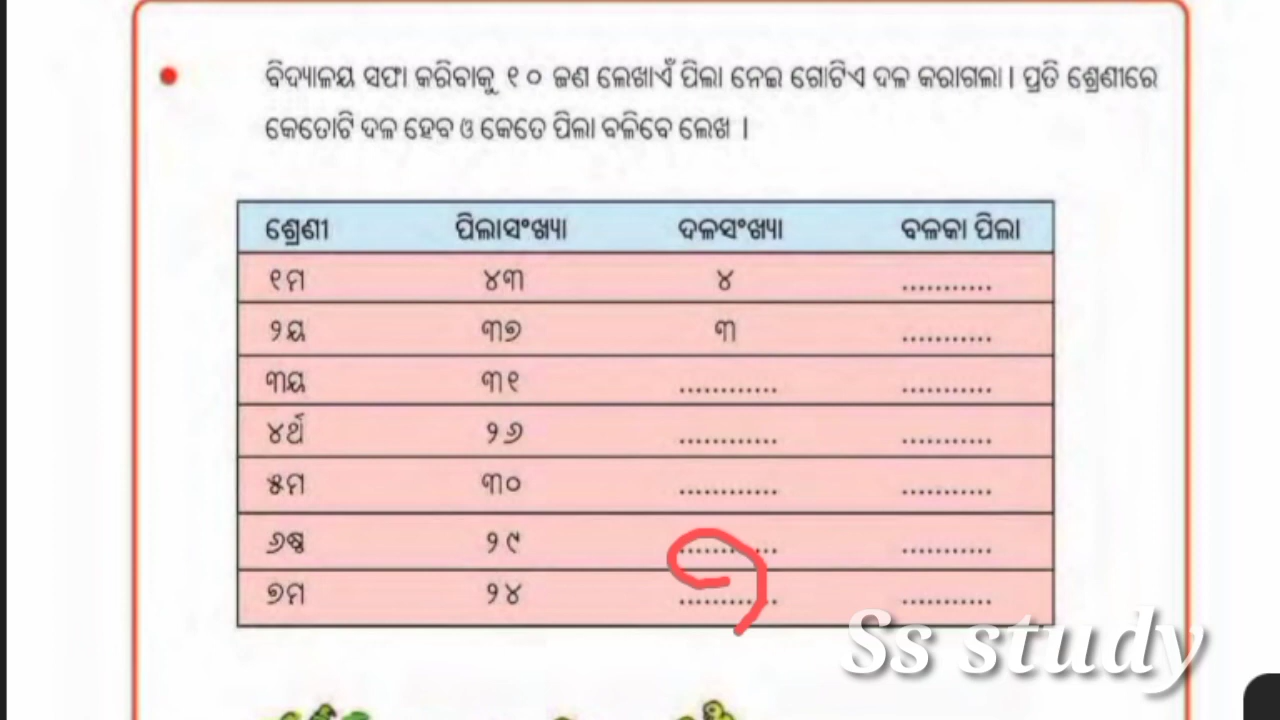 ବିଦ୍ୟାଳୟ ସଫା କରିବାକୁ ୧୦ ଜଣ ଲେଖାଏଁ ପିଲା ନେଇ ଗୋଟିଏ ଦଳ କରାଗଲା । ପ୍ରତି ଶ୍ରେଣୀରେ
କେତୋଟି ଦଳ ହେବ ଓ କେତେ ପିଲା ବଳିବେ ଲେଖ ।
ଶ୍ରେଣୀ ପିଲାସଂଖ୍ୟା ଦଳସଂଖ୍ୟା ବଳକା ପିଲା
୧ମ ୪୩ ୪ ...........
୨ୟ ୩୭ ୩ ...........
୩ୟ ୩୧ ............ ...........
୪ର୍ଥ ୨୬ ............ ...........
୫ମ ୩୦ ............ ...........
୬ଷ୍ଠ ୨୯ ............ ...........
୭ମ ୨୪ ............ ...........
Ss study